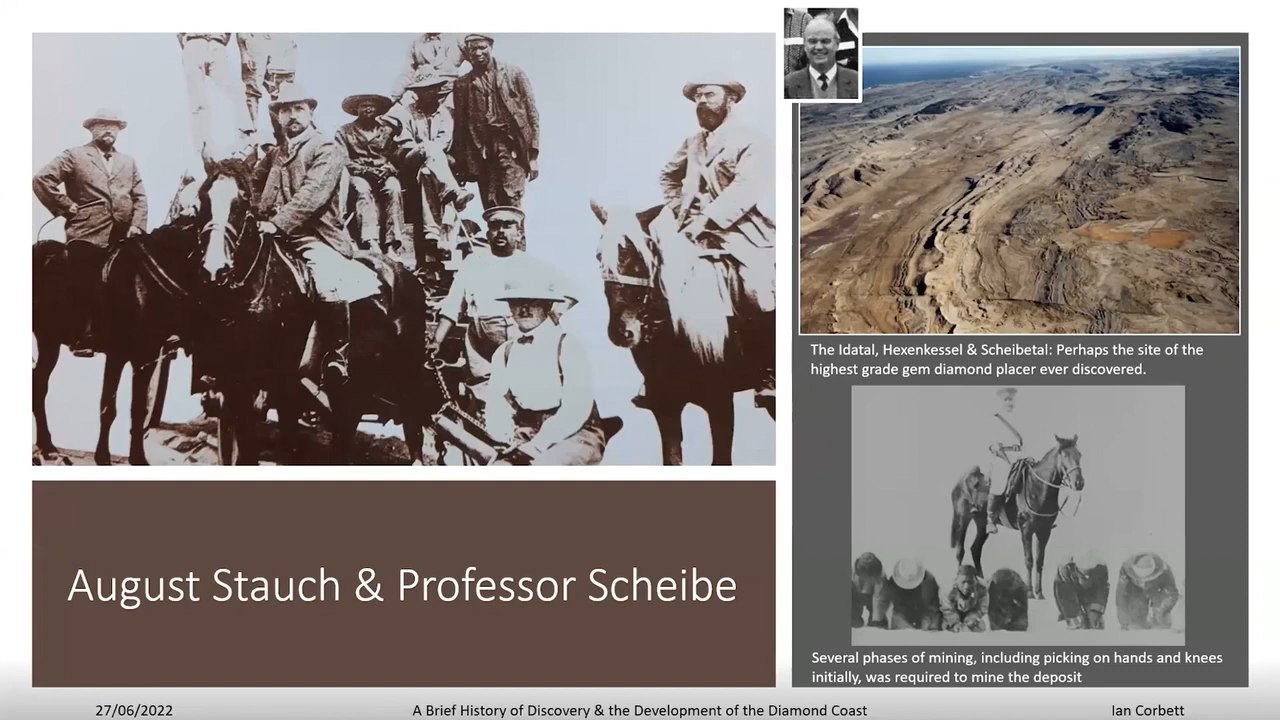 The Idatal, Hexenkessel & Scheibetal: Perhaps the site of the
highest grade gem diamond placer ever discovered.
August Stauch & Professor Scheibe
Several phases of mining, including picking on hands and knees
initially, was required to mine the deposit
27/06/2022
A Brief History of Discovery & the Development of the Diamond Coast
Ian Corbett